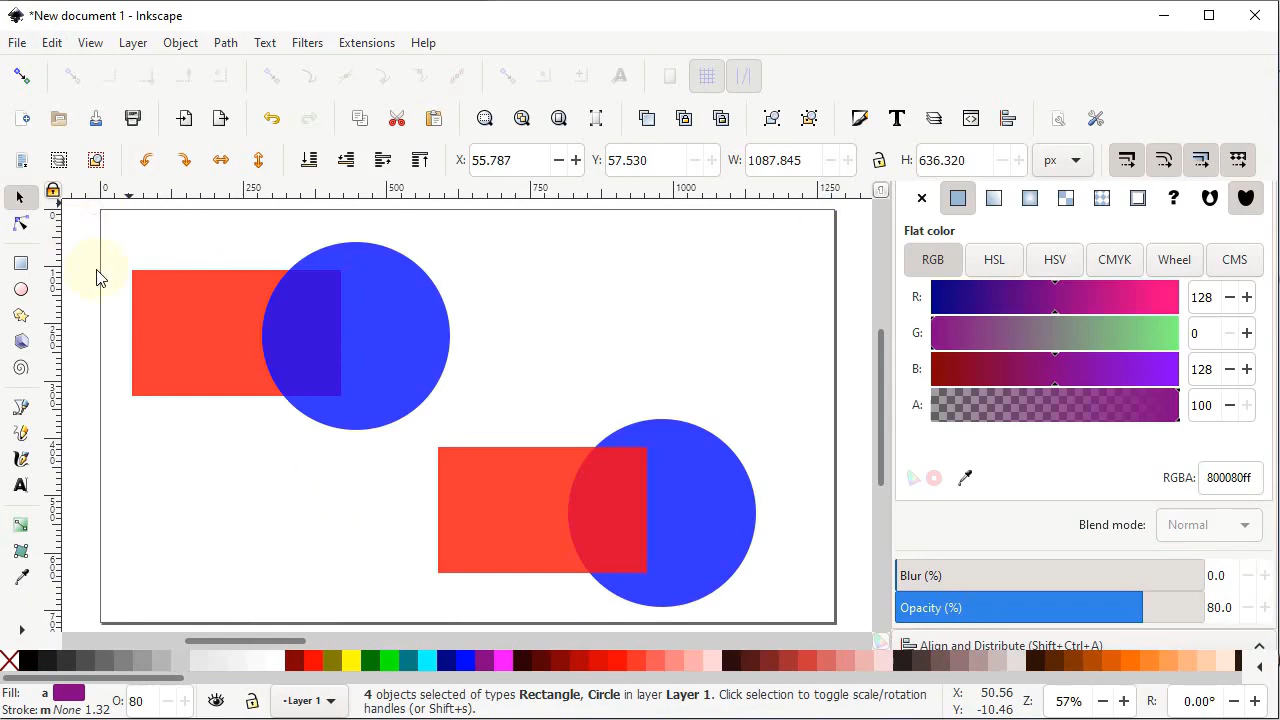 *New document 1 - Inkscape
File Edit View Layer Object Path Text Filters Extensions Help
X: 55.787 Y: 57.530 W: 1087.845 H: 636.320 px
0 250 500 750 1000 1250
Flat color
RGB HSL HSV CMYK Wheel CMS
R: 128
G: 0
B: 128
A: 100
RGBA: 800080ff
Blend mode: Normal
Blur (%) 0.0
Opacity (%) 80.0
Align and Distribute (Shift+Ctrl+A)
Fill: a O: 80 Layer 1 4 objects selected of types Rectangle, Circle in layer Layer 1. Click selection to toggle scale/rotation X: 50.56 Z: 57% R: 0.00°
Stroke: m None 1.32 handles (or Shift+s). Y: -10.46